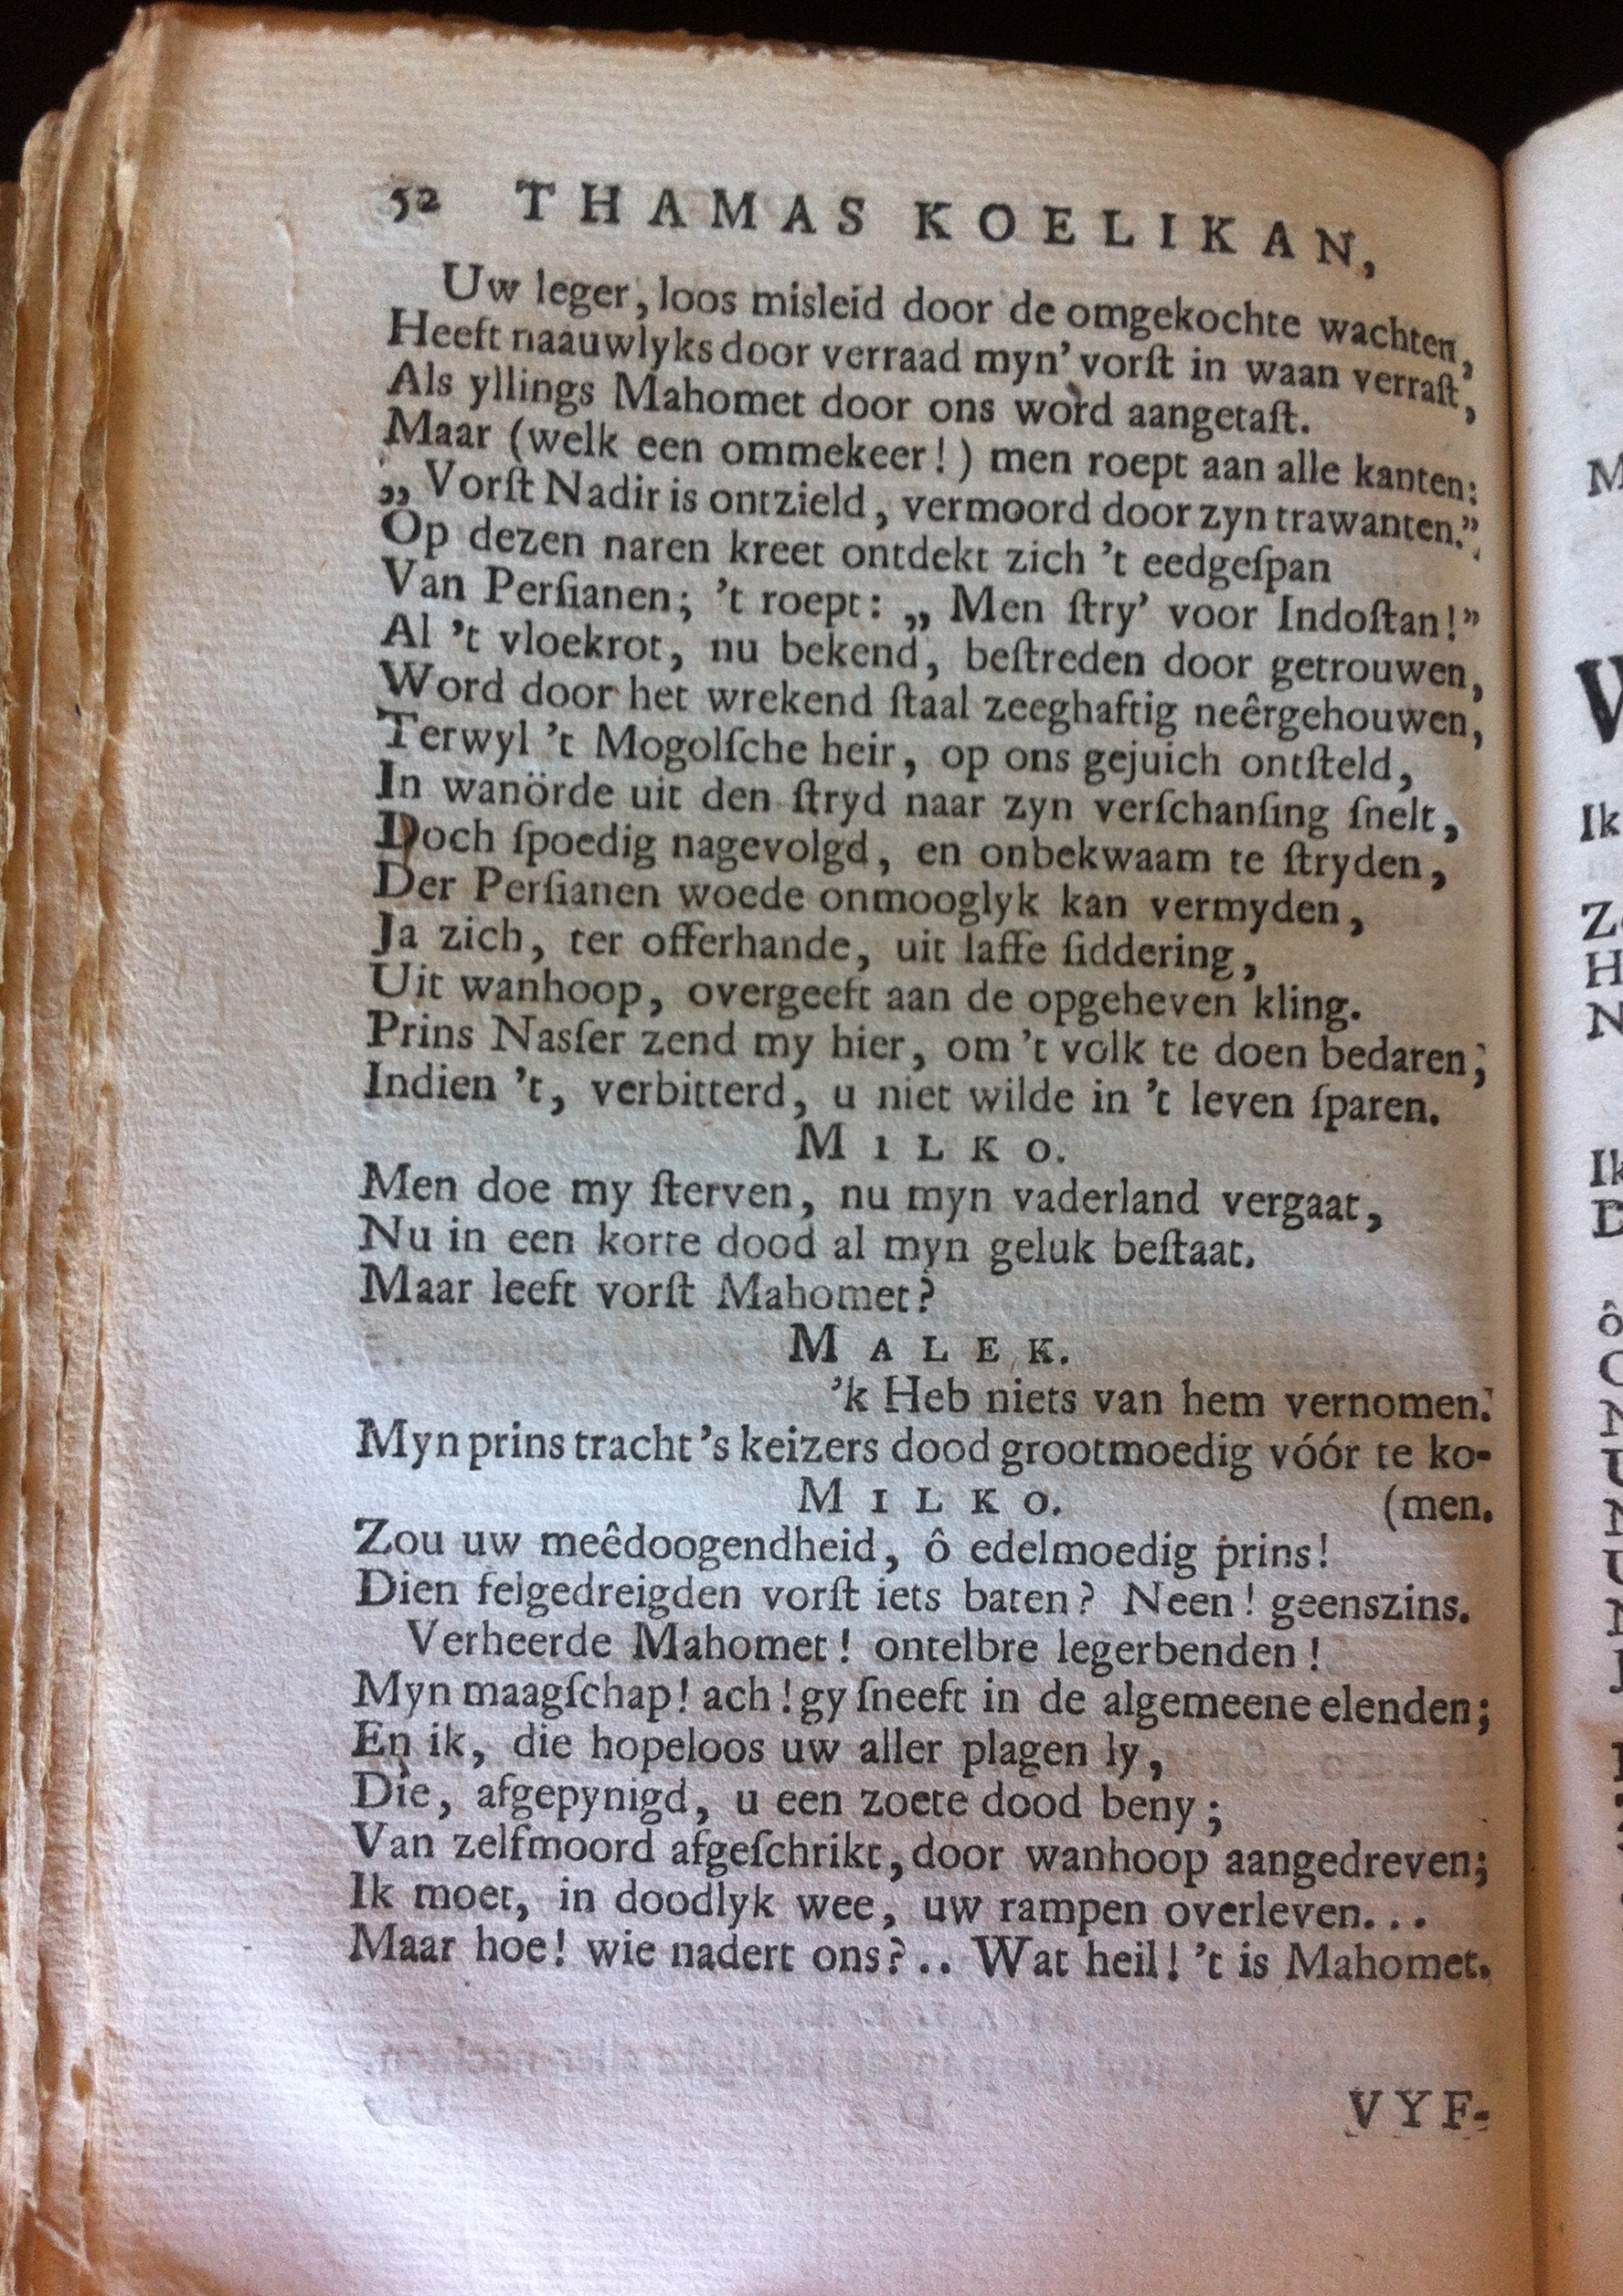 52 THAMAS KOELIKAN,
Uw leger, loos misleid door de omgekochte wachten,
Heeft naauwlyks door verraad myn' vorſt in waan verraſt,
Als yllings Mahomet door ons word aangetaſt.
Maar (welk een ommekeer!) men roept aan alle kanten:
„Vorſt Nadir is ontzield, vermoord door zyn trawanten.”
Op dezen naren kreet ontdekt zich 't eedgeſpan
Van Perſianen; 't roept: „Men ſtry' voor Indoſtan!”
Al 't vloekrot, nu bekend, beſtreden door getrouwen,
Word door het wrekend ſtaal zeeghaftig neêrgehouwen,
Terwyl 't Mogolſche heir, op ons gejuich ontſteld,
In wanörde uit den ſtryd naar zyn verſchanſing ſnelt,
Doch ſpoedig nagevolgd, en onbekwaam te ſtryden,
Der Perſianen woede onmooglyk kan vermyden,
Ja zich, ter offerhande, uit laffe ſiddering,
Uit wanhoop, overgeeft aan de opgeheven kling.
Prins Nasſer zend my hier, om 't volk te doen bedaren;
Indien 't, verbitterd, u niet wilde in 't leven ſparen.
MILKO.
Men doe my ſterven, nu myn vaderland vergaat,
Nu in een korte dood al myn geluk beſtaat.
Maar leeft vorſt Mahomet?
MALEK.
'k Heb niets van hem vernomen.
Myn prins tracht 's keizers dood grootmoedig vóór te ko-
MILKO. (men.
Zou uw meêdoogendheid, ô edelmoedig prins!
Dien felgedreigden vorſt iets baten? Neen! geenszins.
Verheerde Mahomet! ontelbre legerbenden!
Myn maagſchap! ach! gy ſneeft in de algemeene elenden;
En ik, die hopeloos uw aller plagen ly,
Die, afgepynigd, u een zoete dood beny;
Van zelfmoord afgeſchrikt, door wanhoop aangedreven;
Ik moet, in doodlyk wee, uw rampen overleven...
Maar hoe! wie nadert ons?.. Wat heil! 't is Mahomet.
VYF-